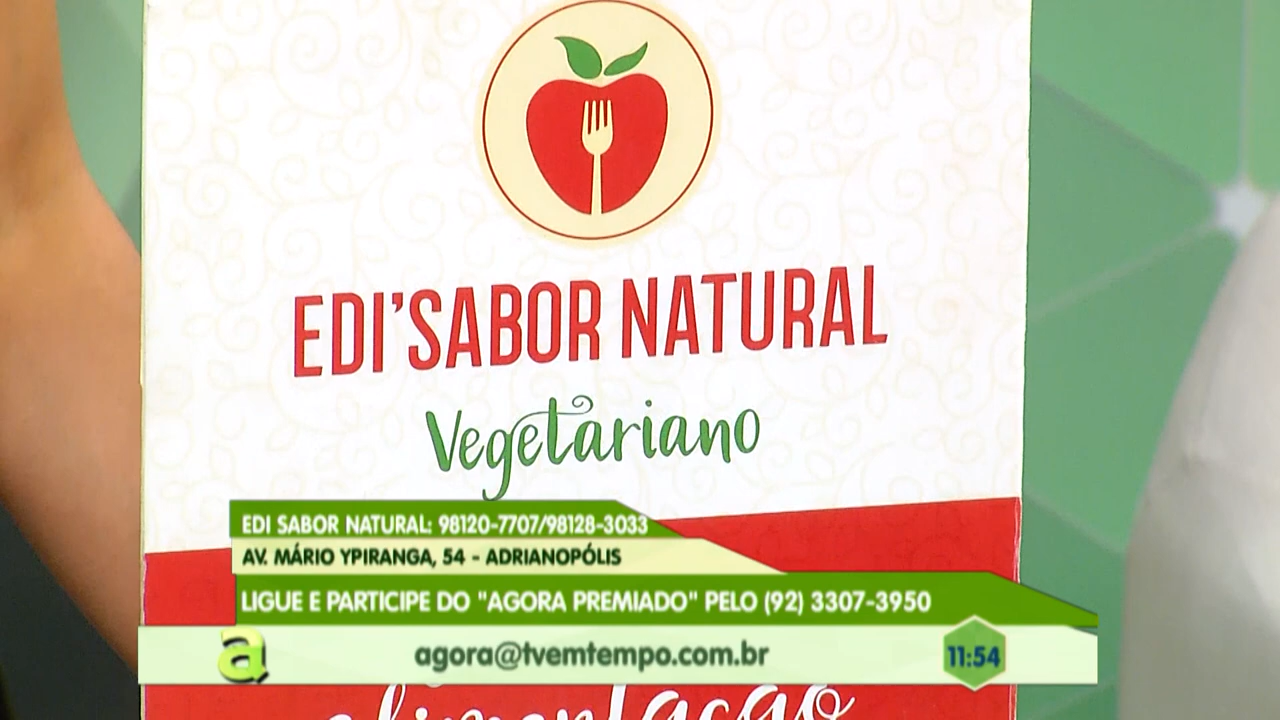 EDI'SABOR NATURAL
Vegetariano
EDI SABOR NATURAL: 98120-7707/98128-3033
AV. MÁRIO YPIRANGA, 54 - ADRIANOPÓLIS
LIGUE E PARTICIPE DO "AGORA PREMIADO" PELO (92) 3307-3950
a agora@tvemtempo.com.br 11:54
alimentação